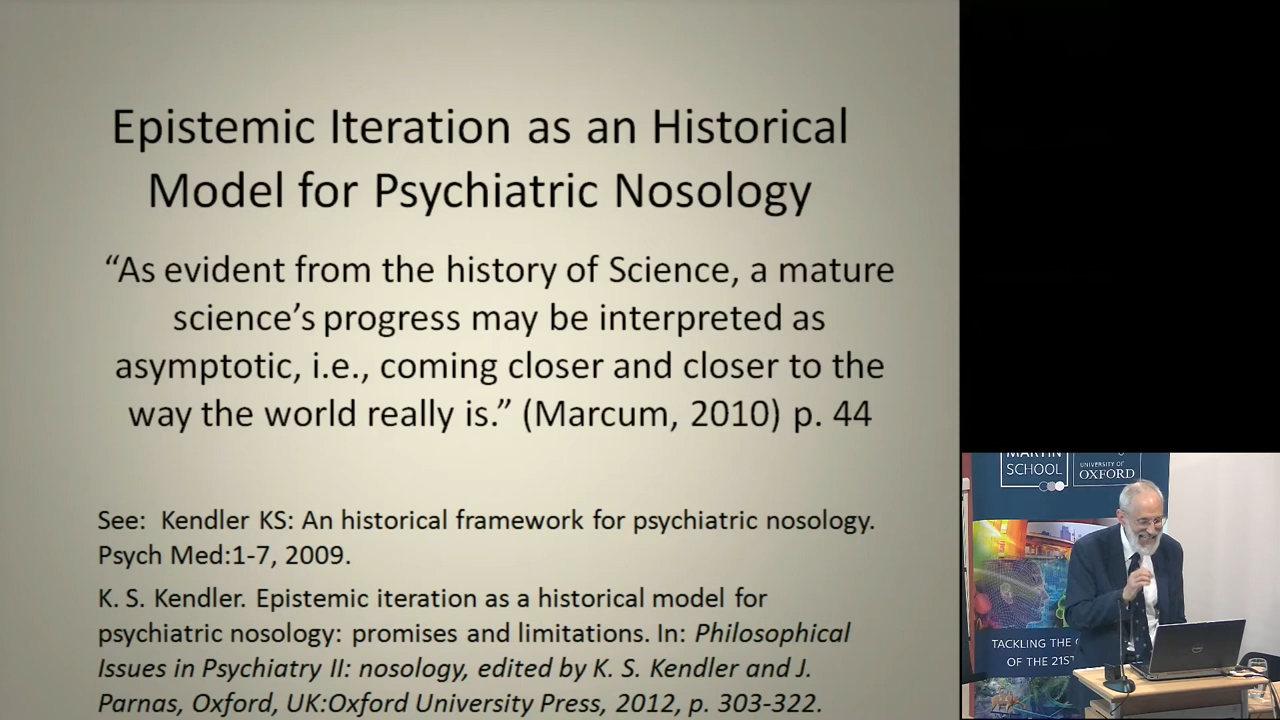 Epistemic Iteration as an Historical
Model for Psychiatric Nosology
“As evident from the history of Science, a mature
science’s progress may be interpreted as
asymptotic, i.e., coming closer and closer to the
way the world really is.” (Marcum, 2010) p. 44
See: Kendler KS: An historical framework for psychiatric nosology.
Psych Med:1-7, 2009.
K. S. Kendler. Epistemic iteration as a historical model for
psychiatric nosology: promises and limitations. In: Philosophical
Issues in Psychiatry II: nosology, edited by K. S. Kendler and J.
Parnas, Oxford, UK:Oxford University Press, 2012, p. 303-322.
MARTIN
SCHOOL
UNIVERSITY OF
OXFORD
TACKLING THE
OF THE 21ST